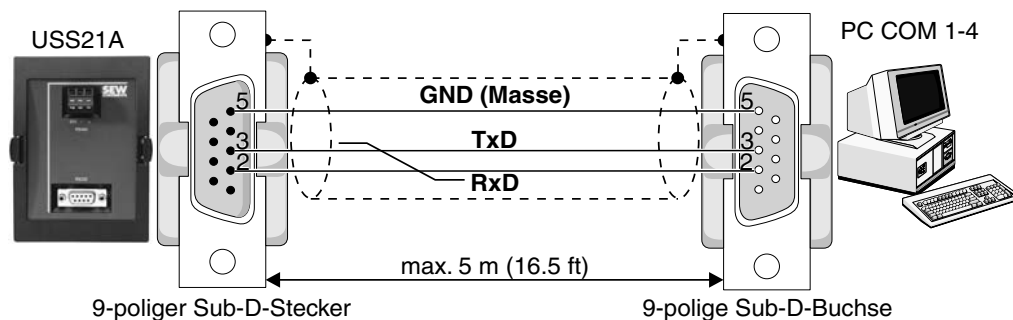 USS21A
PC COM 1-4
SEW
5
GND (Masse)
5
3
TxD
3
2
RxD
2
max. 5 m (16.5 ft)
9-poliger Sub-D-Stecker
9-polige Sub-D-Buchse